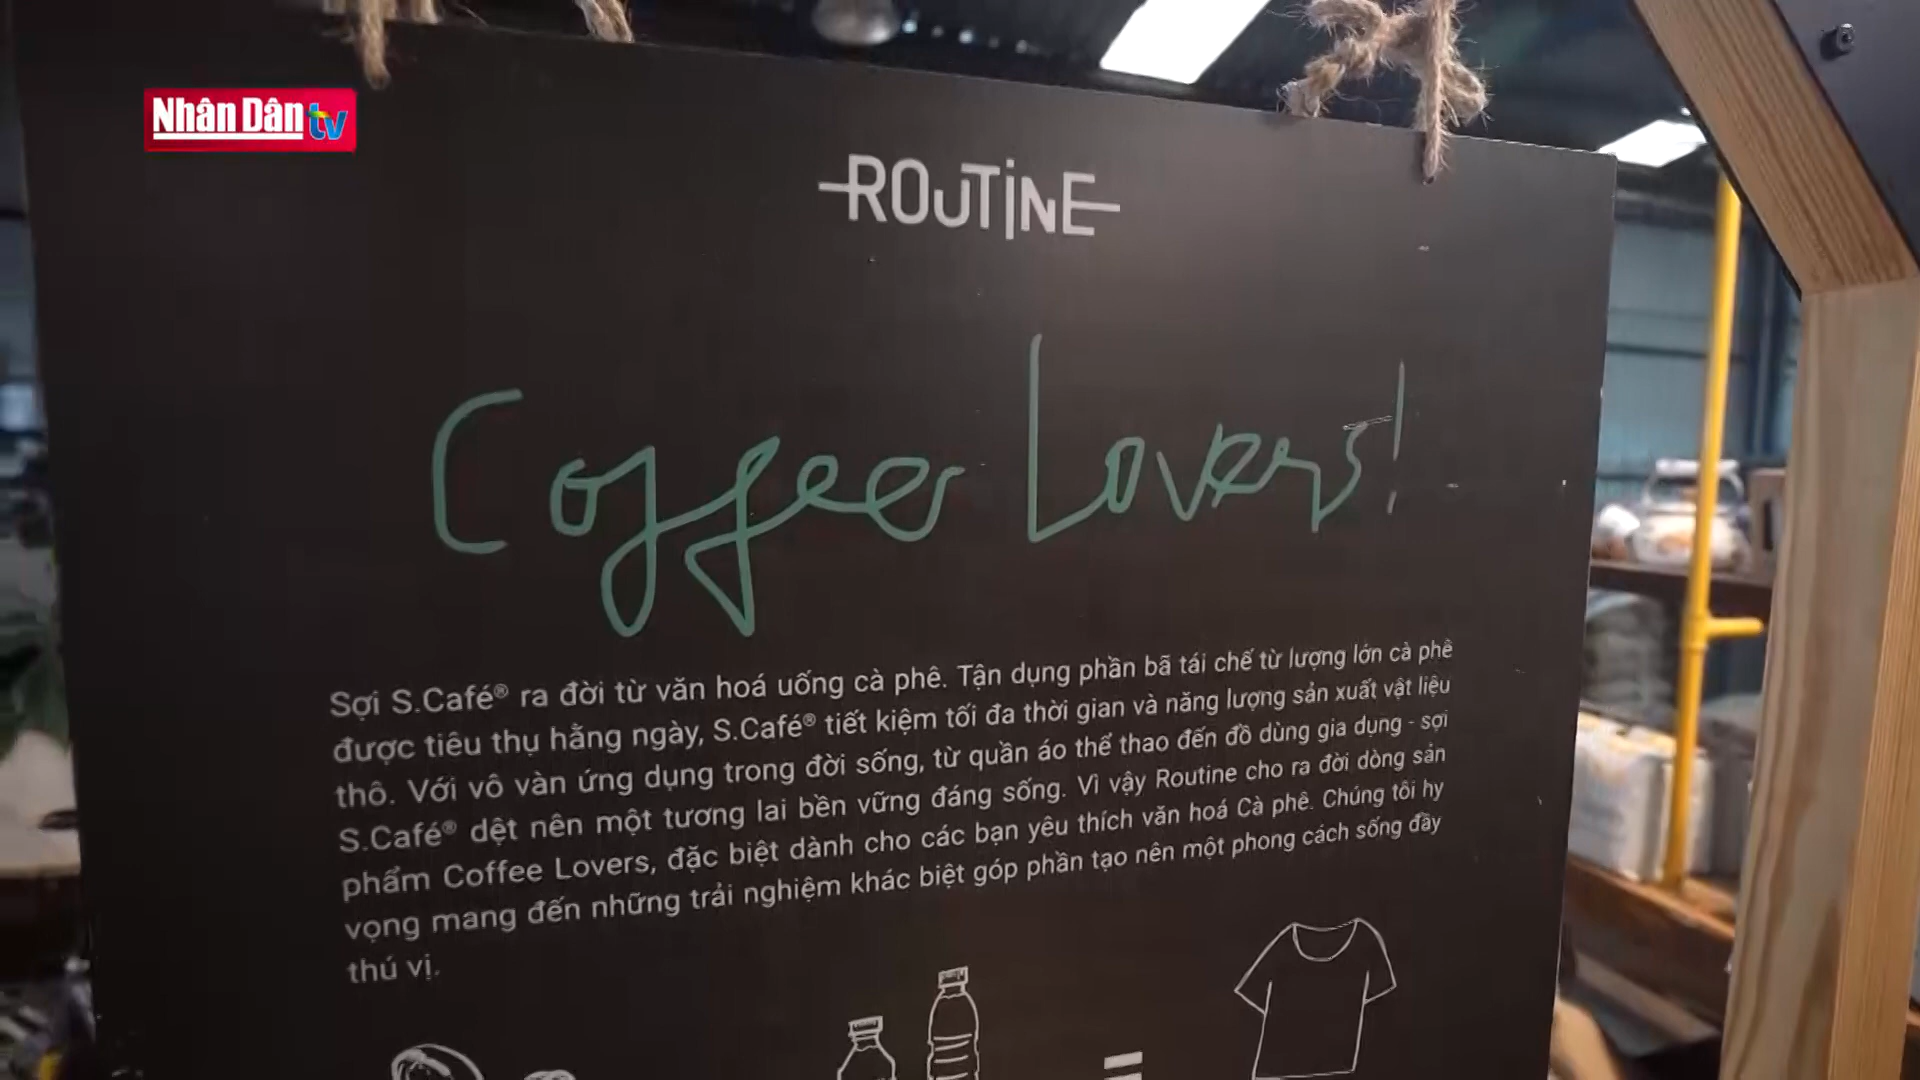 Nhân Dân tv
ROUTINE
Coffee Lovers!
Sợi S.Café® ra đời từ văn hoá uống cà phê. Tận dụng phần bã tái chế từ lượng lớn cà phê
được tiêu thụ hằng ngày, S.Café® tiết kiệm tối đa thời gian và năng lượng sản xuất vật liệu
thô. Với vô vàn ứng dụng trong đời sống, từ quần áo thể thao đến đồ dùng gia dụng - sợi
S.Café® dệt nên một tương lai bền vững đáng sống. Vì vậy Routine cho ra đời dòng sản
phẩm Coffee Lovers, đặc biệt dành cho các bạn yêu thích văn hoá Cà phê. Chúng tôi hy
vọng mang đến những trải nghiệm khác biệt góp phần tạo nên một phong cách sống đầy
thú vị.